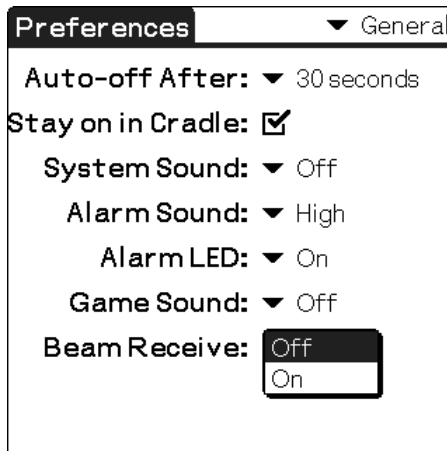 Preferences General
Auto-off After: 30 seconds
Stay on in Cradle:
System Sound: Off
Alarm Sound: High
Alarm LED: On
Game Sound: Off
Beam Receive: Off
On